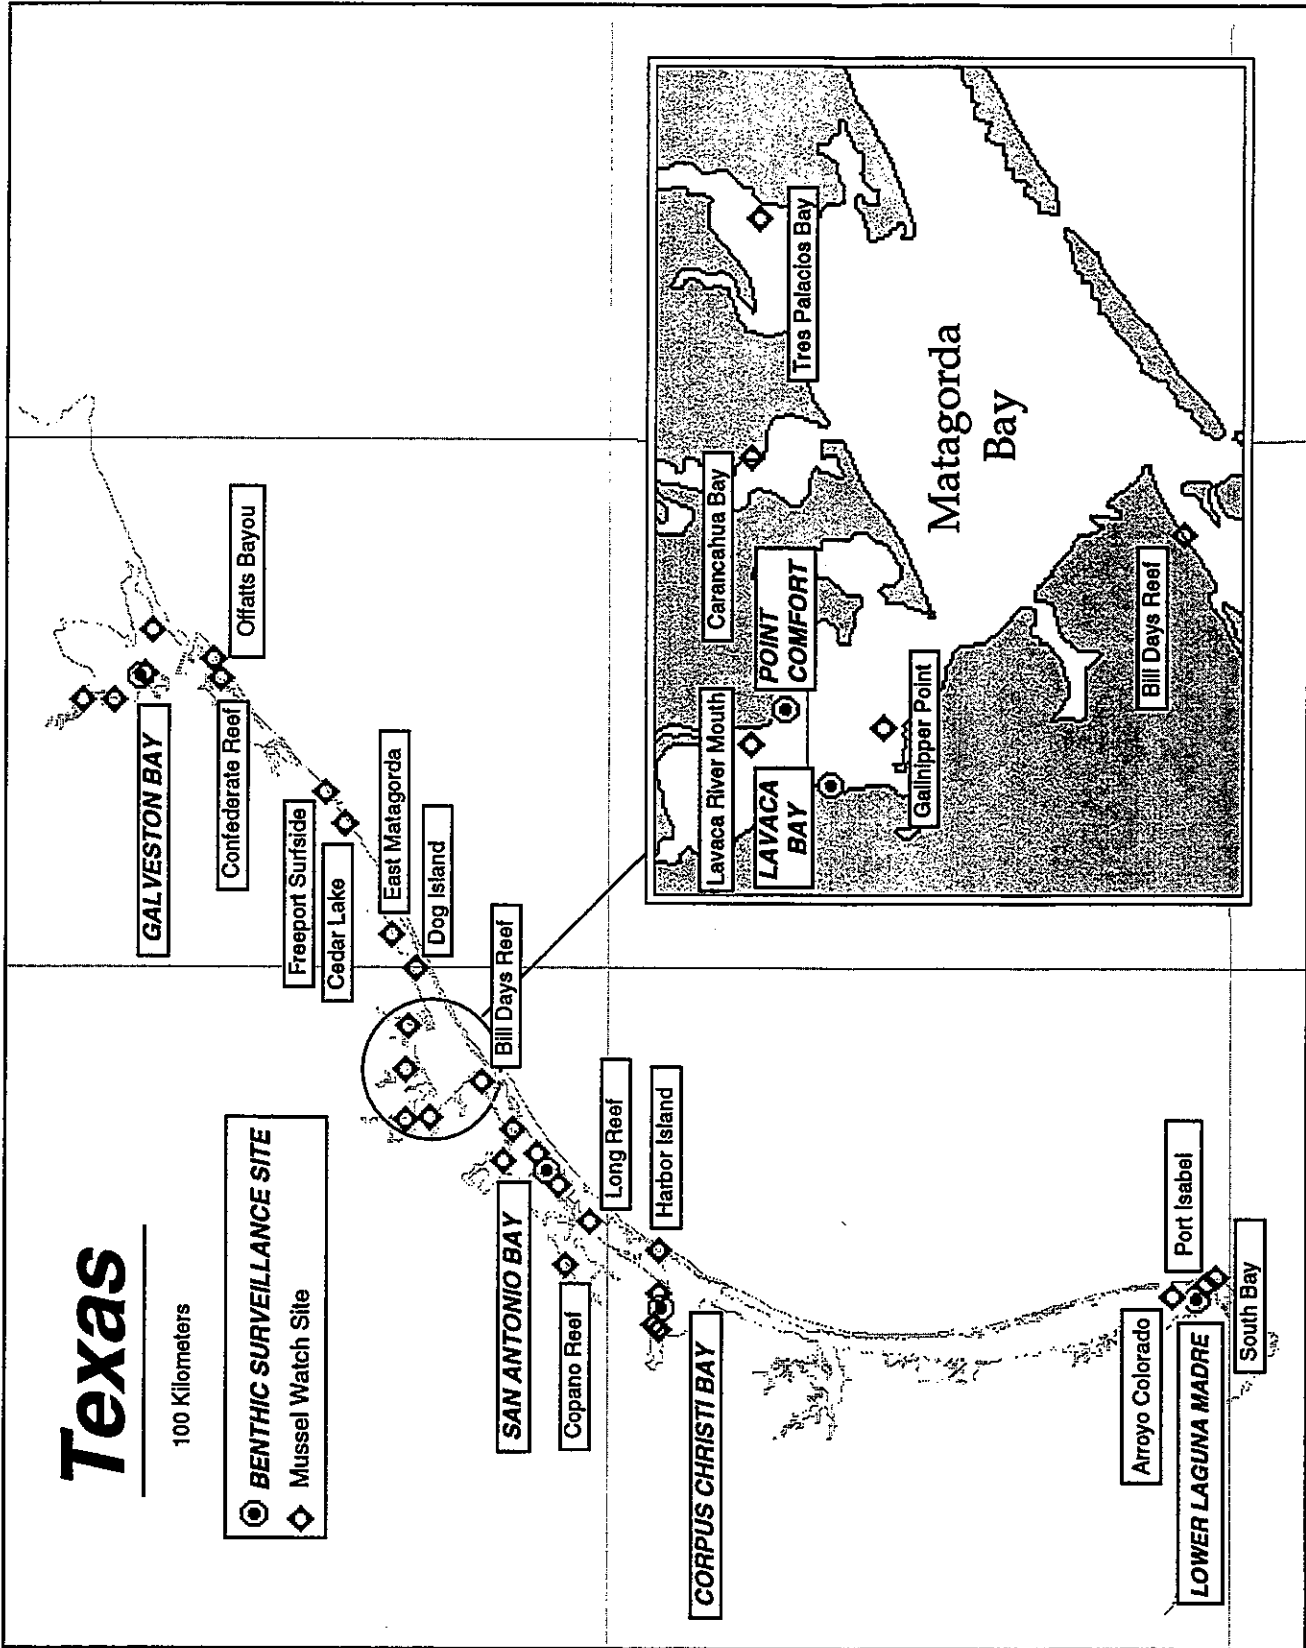 Texas
100 Kilometers
BENTHIC SURVEILLANCE SITE
Mussel Watch Site
GALVESTON BAY
Offatts Bayou
Confederate Reef
Freeport Surfside
Cedar Lake
East Matagorda
Dog Island
Bill Days Reef
SAN ANTONIO BAY
Long Reef
Copano Reef
Harbor Island
CORPUS CHRISTI BAY
Arroyo Colorado
Port Isabel
LOWER LAGUNA MADRE
South Bay
Lavaca River Mouth
Carancahua Bay
LAVACA
BAY
POINT
COMFORT
Tres Palacios Bay
Gallnipper Point
Matagorda
Bay
Bill Days Reef